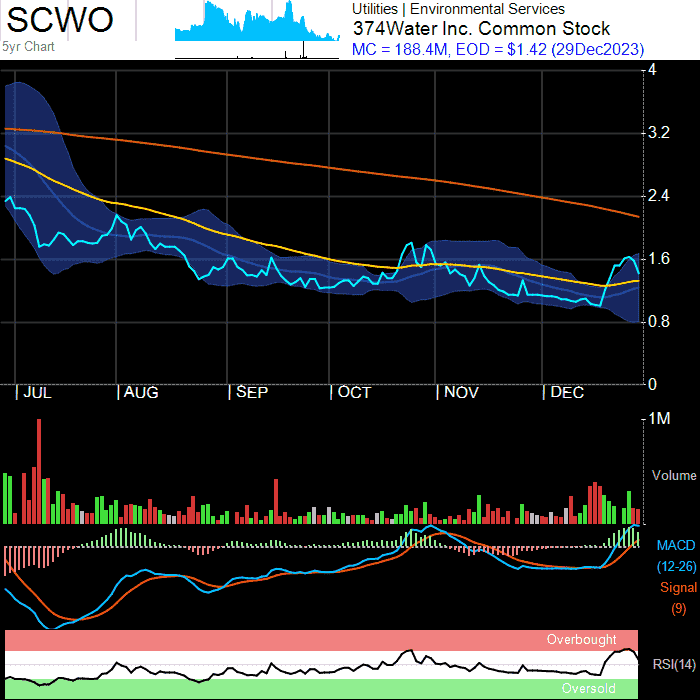 SCWO
5yr Chart
Utilities | Environmental Services
374Water Inc. Common Stock
MC = 188.4M, EOD = $1.42 (29Dec2023)
4
3.2
2.4
1.6
0.8
0
| JUL | AUG | SEP | OCT | NOV | DEC
1M
Volume
MACD
(12-26)
Signal
(9)
Overbought
RSI(14)
Oversold